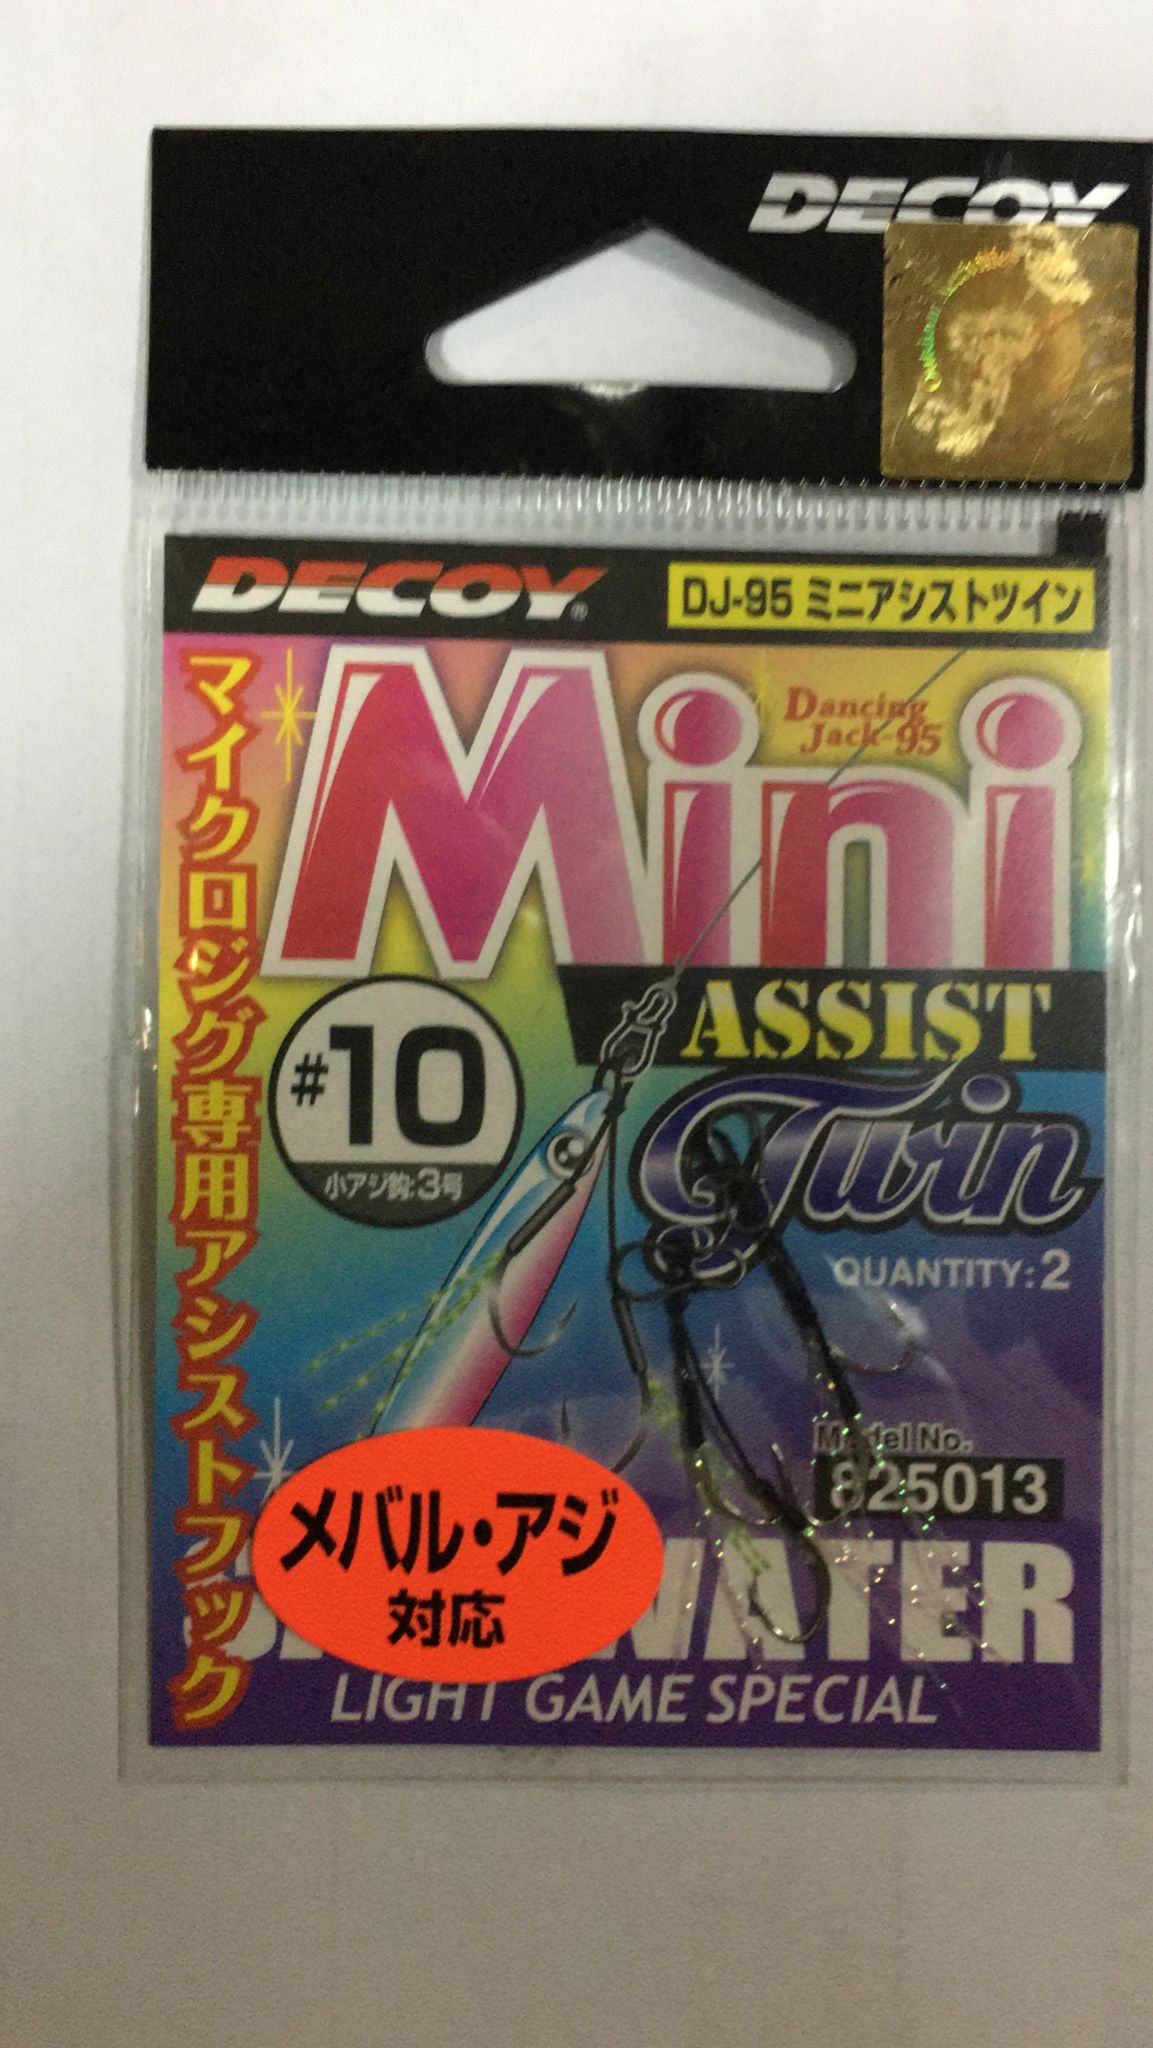 DECOY
DECOY®
DJ-95 ミニアシストツイン
マイクロジグ専用アシストフック
Mini
Dancing
Jack-95
ASSIST
Twin
#10
小アジ鈎:3号
QUANTITY:2
Model No.
825013
メバル・アジ
対応
WATER
LIGHT GAME SPECIAL